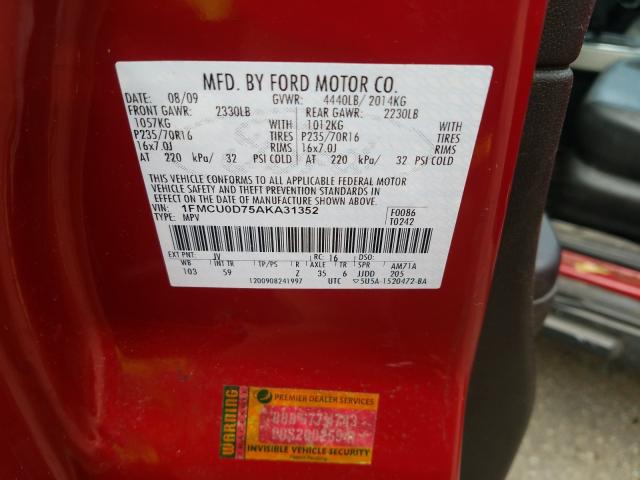 MFD. BY FORD MOTOR CO.
DATE: 08/09 GVWR: 4440LB/ 2014KG
FRONT GAWR: 2330LB REAR GAWR: 2230LB
1057KG WITH 1012KG WITH
P235/70R16 TIRES P235/70R16 TIRES
16x7.0J RIMS 16x7.0J RIMS
AT 220 kPa/ 32 PSI COLD AT 220 kPa/ 32 PSI COLD
THIS VEHICLE CONFORMS TO ALL APPLICABLE FEDERAL MOTOR
VEHICLE SAFETY AND THEFT PREVENTION STANDARDS IN
EFFECT ON THE DATE OF MANUFACTURE SHOWN ABOVE.
VIN: 1FMCU0D75AKA31352 F0086
TYPE: MPV T0242
EXT PNT: JV RC: 16 DSO:
WB INT TR TP/PS R AXLE TR SPR AM71A
103 59 Z 35 6 JJDD 205
1200908241997 UTC 5U5A-1520472-BA
WARNING
PREMIER DEALER SERVICES
INVISIBLE VEHICLE SECURITY
Patent Pending